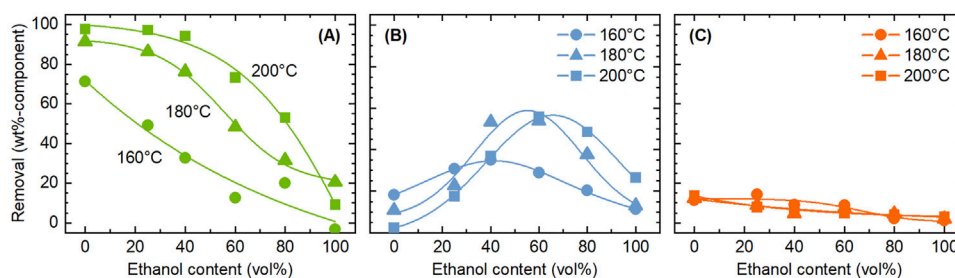 Removal (wt%-component)
100
80
60
40
20
0
(A)
200°C
180°C
160°C
0 20 40 60 80 100
Ethanol content (vol%)
(B)
160°C
180°C
200°C
0 20 40 60 80 100
Ethanol content (vol%)
(C)
160°C
180°C
200°C
0 20 40 60 80 100
Ethanol content (vol%)